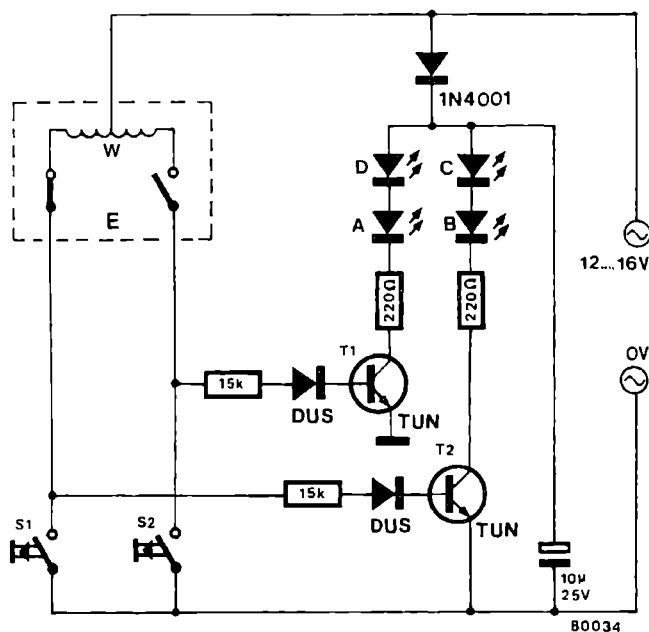 1N4001
W
D
C
E
A
B
12....16V
220Ω
220Ω
0V
T1
15k
DUS
TUN
T2
15k
DUS
TUN
S1
S2
10µ
25V
80034